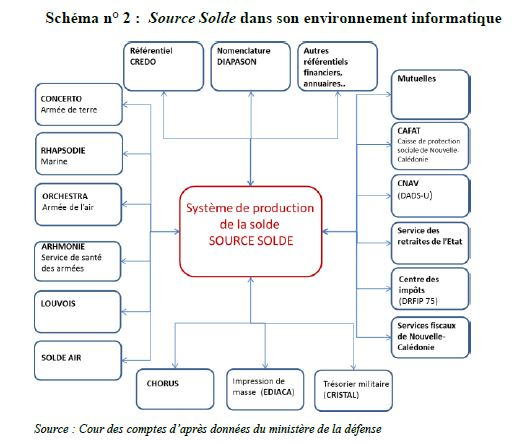 Schéma n° 2 : Source Solde dans son environnement informatique
Référentiel
CREDO
Nomenclature
DIAPASON
Autres
référentiels
financiers,
annuaires..
CONCERTO
Armée de terre
RHAPSODIE
Marine
ORCHESTRA
Armée de l'air
ARHMONIE
Service de santé
des armées
LOUVOIS
SOLDE AIR
Système de production
de la solde
SOURCE SOLDE
Mutuelles
CAFAT
Caisse de protection
sociale de Nouvelle-
Calédonie
CNAV
(DADS-U)
Service des
retraites de l'Etat
Centre des
impôts
(DRFIP 75)
Services fiscaux
de Nouvelle-
Calédonie
CHORUS
Impression de
masse (EDIACA)
Trésorier militaire
(CRISTAL)
Source : Cour des comptes d'après données du ministère de la défense